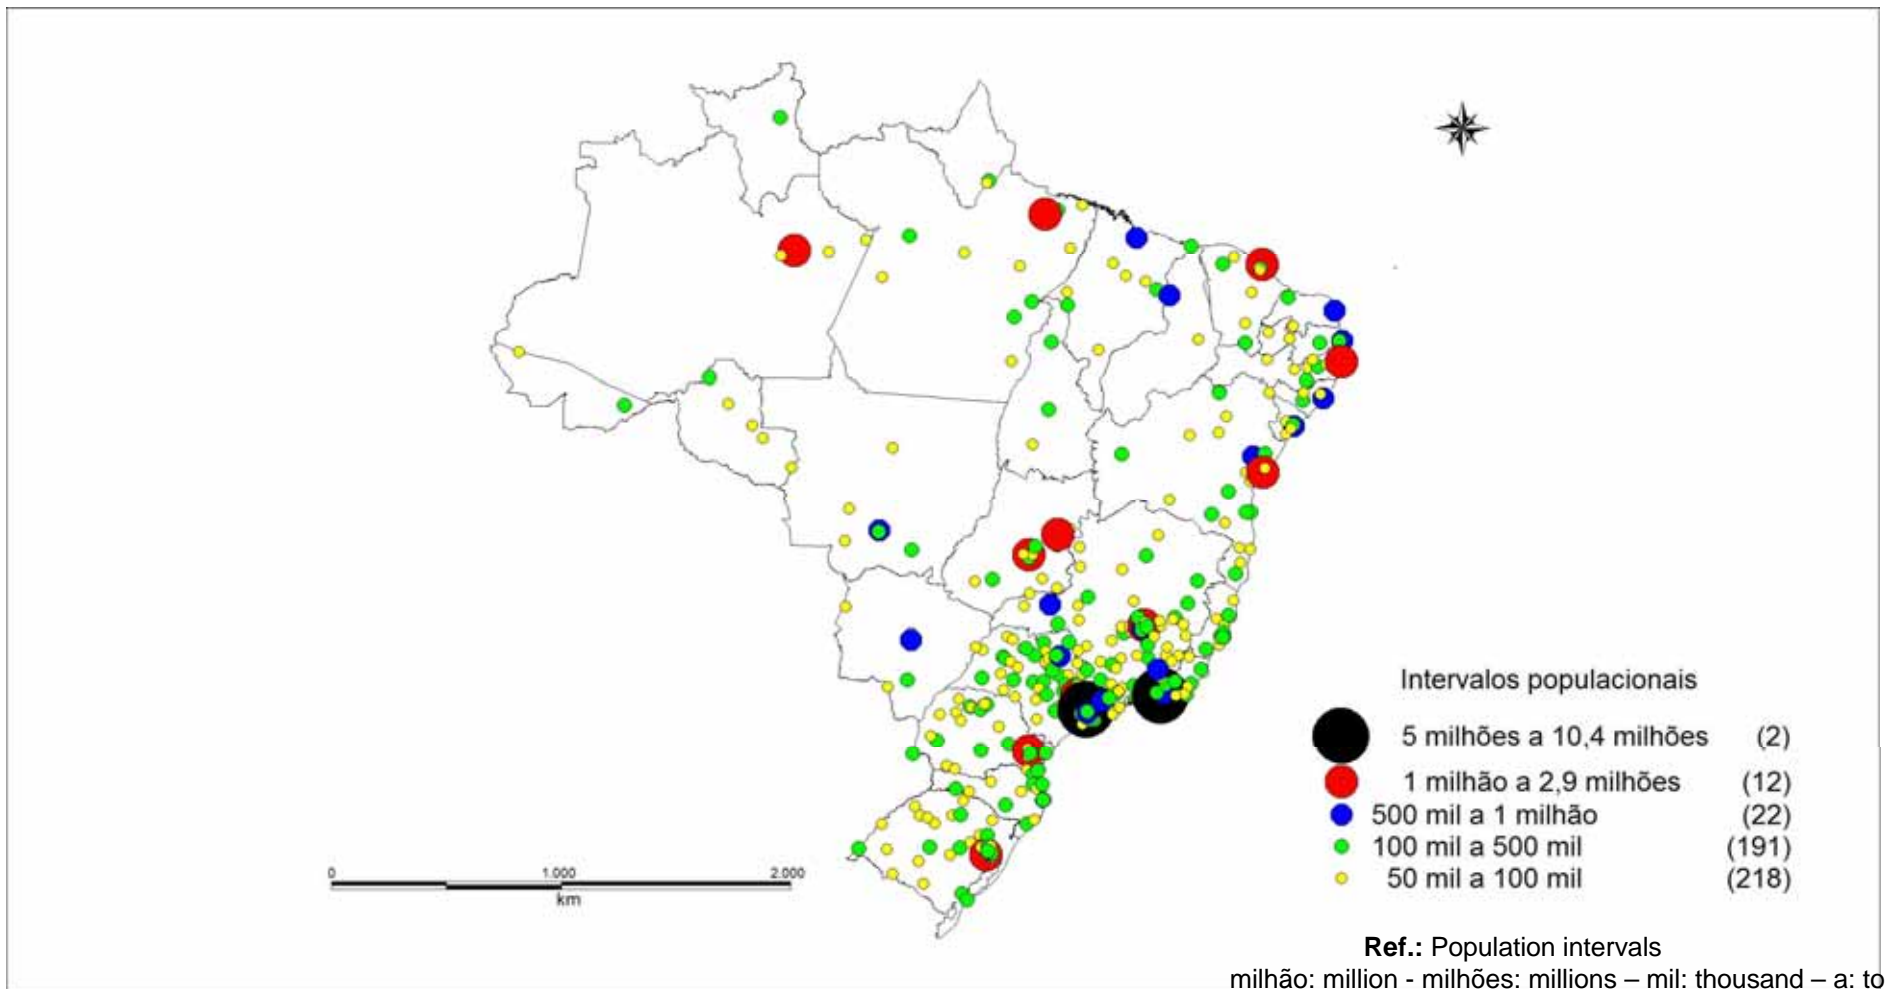 Intervalos populacionais
5 milhões a 10,4 milhões (2)
1 milhão a 2,9 milhões (12)
500 mil a 1 milhão (22)
100 mil a 500 mil (191)
50 mil a 100 mil (218)
0 1.000 2.000
km
Ref.: Population intervals
milhão: million - milhões: millions – mil: thousand – a: to